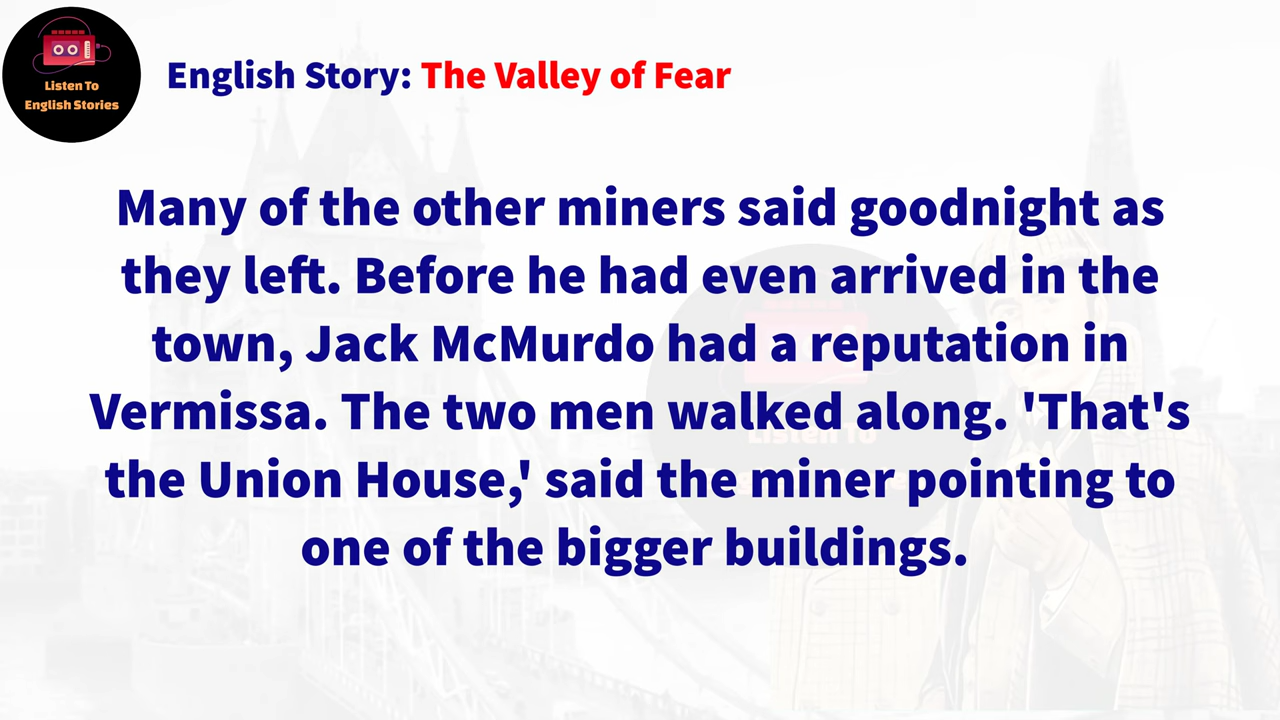 Listen To
English Stories
English Story: The Valley of Fear
Many of the other miners said goodnight as
they left. Before he had even arrived in the
town, Jack McMurdo had a reputation in
Vermissa. The two men walked along. 'That's
the Union House,' said the miner pointing to
one of the bigger buildings.
Listen To